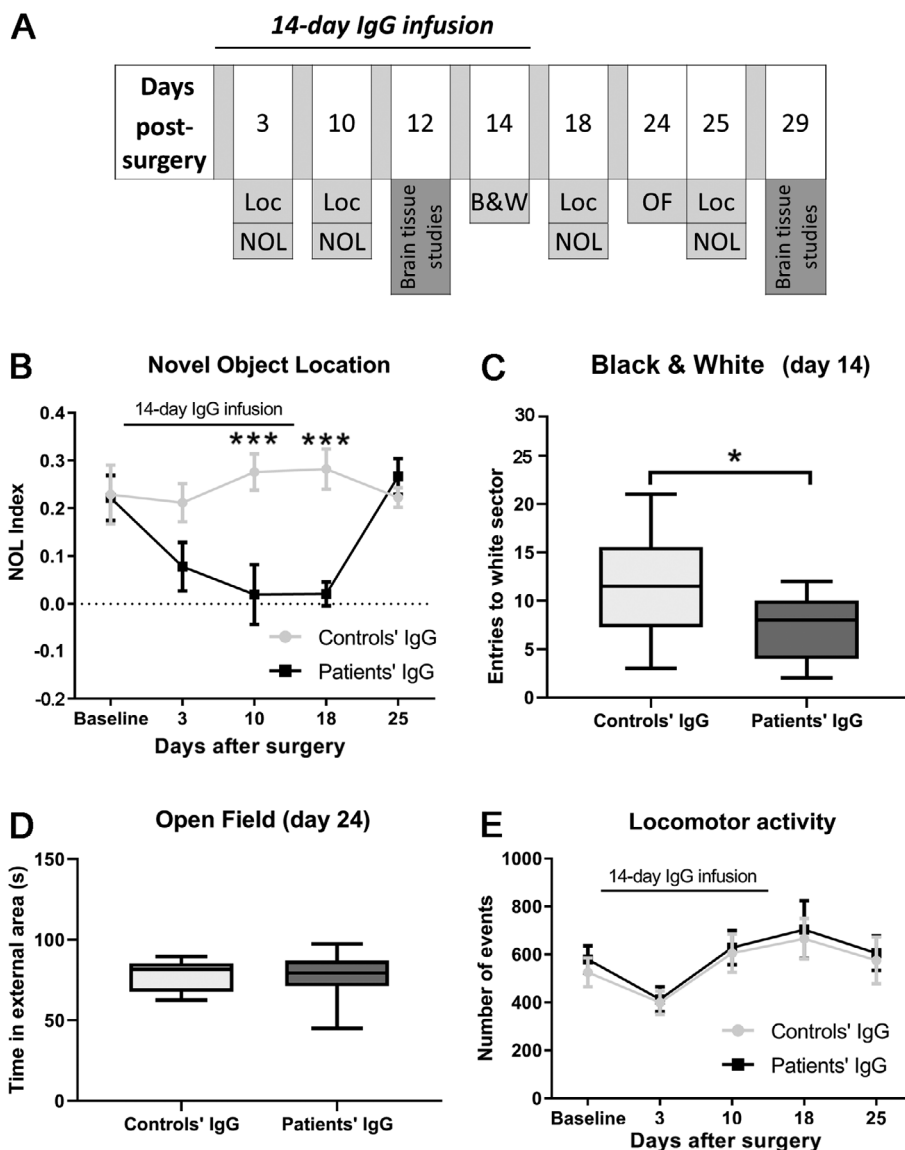 A
14-day IgG infusion
Days
post-
surgery
3 10 12 14 18 24 25 29
Loc Loc B&W Loc OF Loc
NOL NOL NOL NOL
Brain tissue
studies
Brain tissue
studies
B
Novel Object Location
14-day IgG infusion
*** ***
NOL Index
0.4
0.3
0.2
0.1
0.0
-0.1
-0.2
Controls' IgG
Patients' IgG
Baseline 3 10 18 25
Days after surgery
C
Black & White (day 14)
*
Entries to white sector
30
25
20
15
10
5
0
Controls' IgG Patients' IgG
D
Open Field (day 24)
Time in external area (s)
150
100
50
0
Controls' IgG Patients' IgG
E
Locomotor activity
14-day IgG infusion
Number of events
1000
800
600
400
200
0
Controls' IgG
Patients' IgG
Baseline 3 10 18 25
Days after surgery